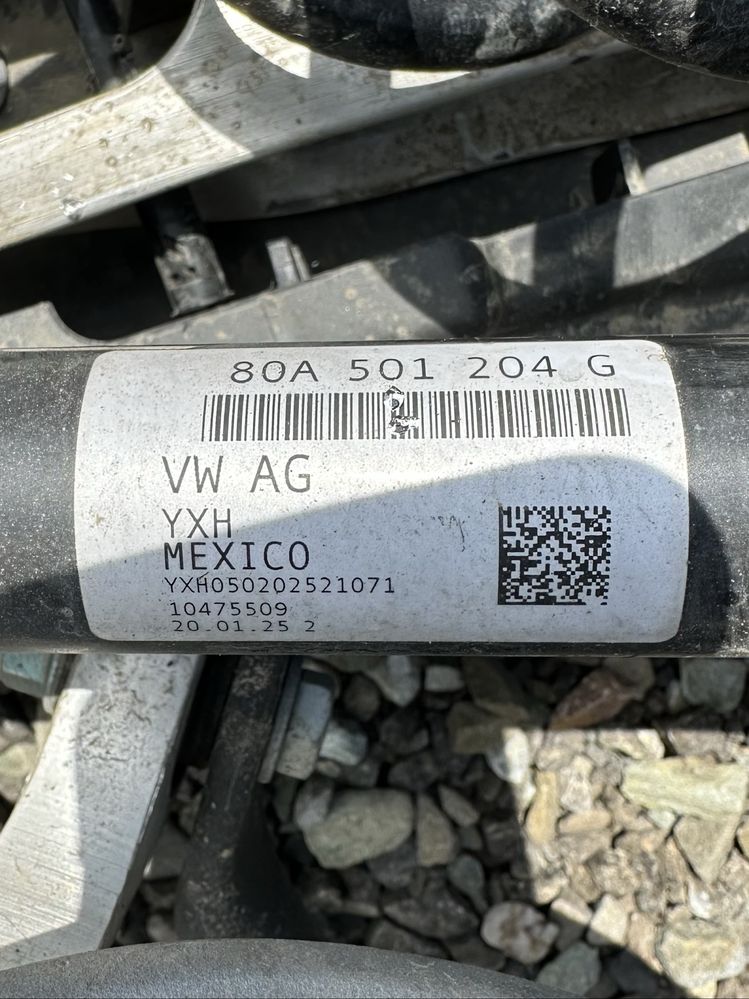 80A 501 204 G
VW AG
YXH
MEXICO
YXH050202521071
10475509
20.01.25 2